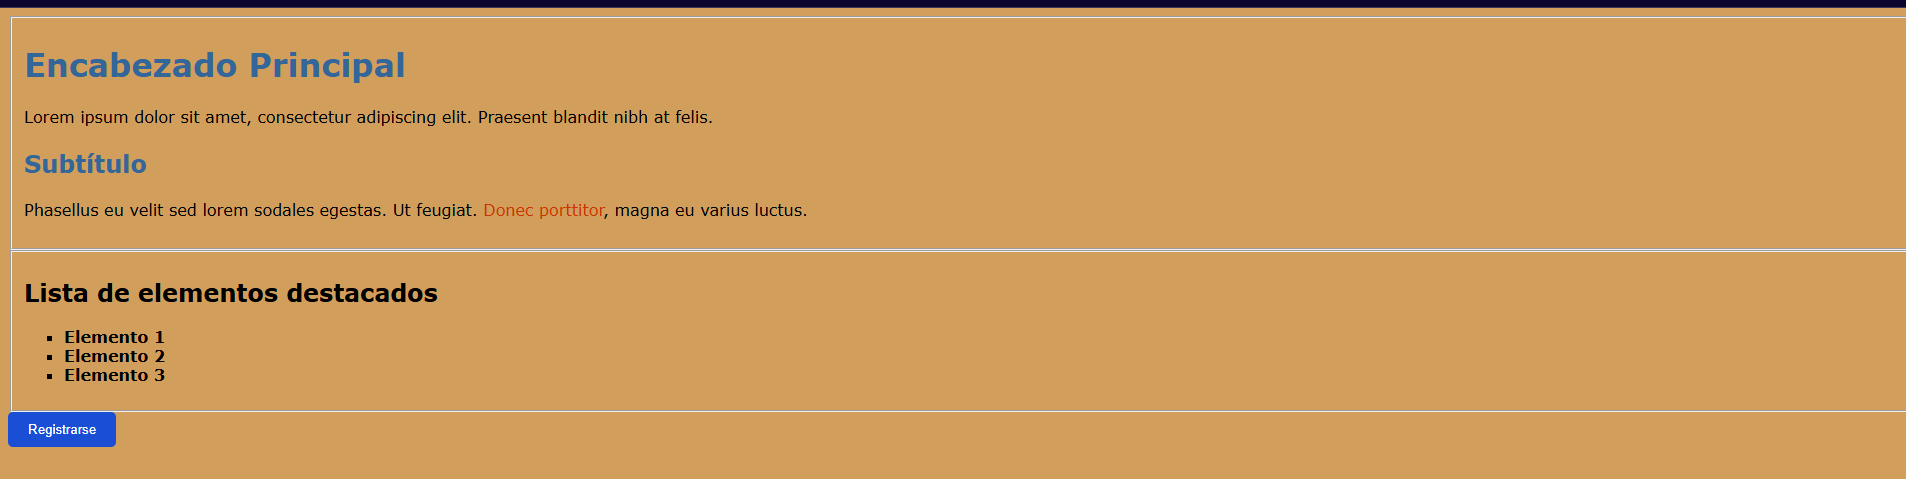 Encabezado Principal
Lorem ipsum dolor sit amet, consectetur adipiscing elit. Praesent blandit nibh at felis.
Subtítulo
Phasellus eu velit sed lorem sodales egestas. Ut feugiat. Donec porttitor, magna eu varius luctus.
Lista de elementos destacados
Elemento 1
Elemento 2
Elemento 3
Registrarse